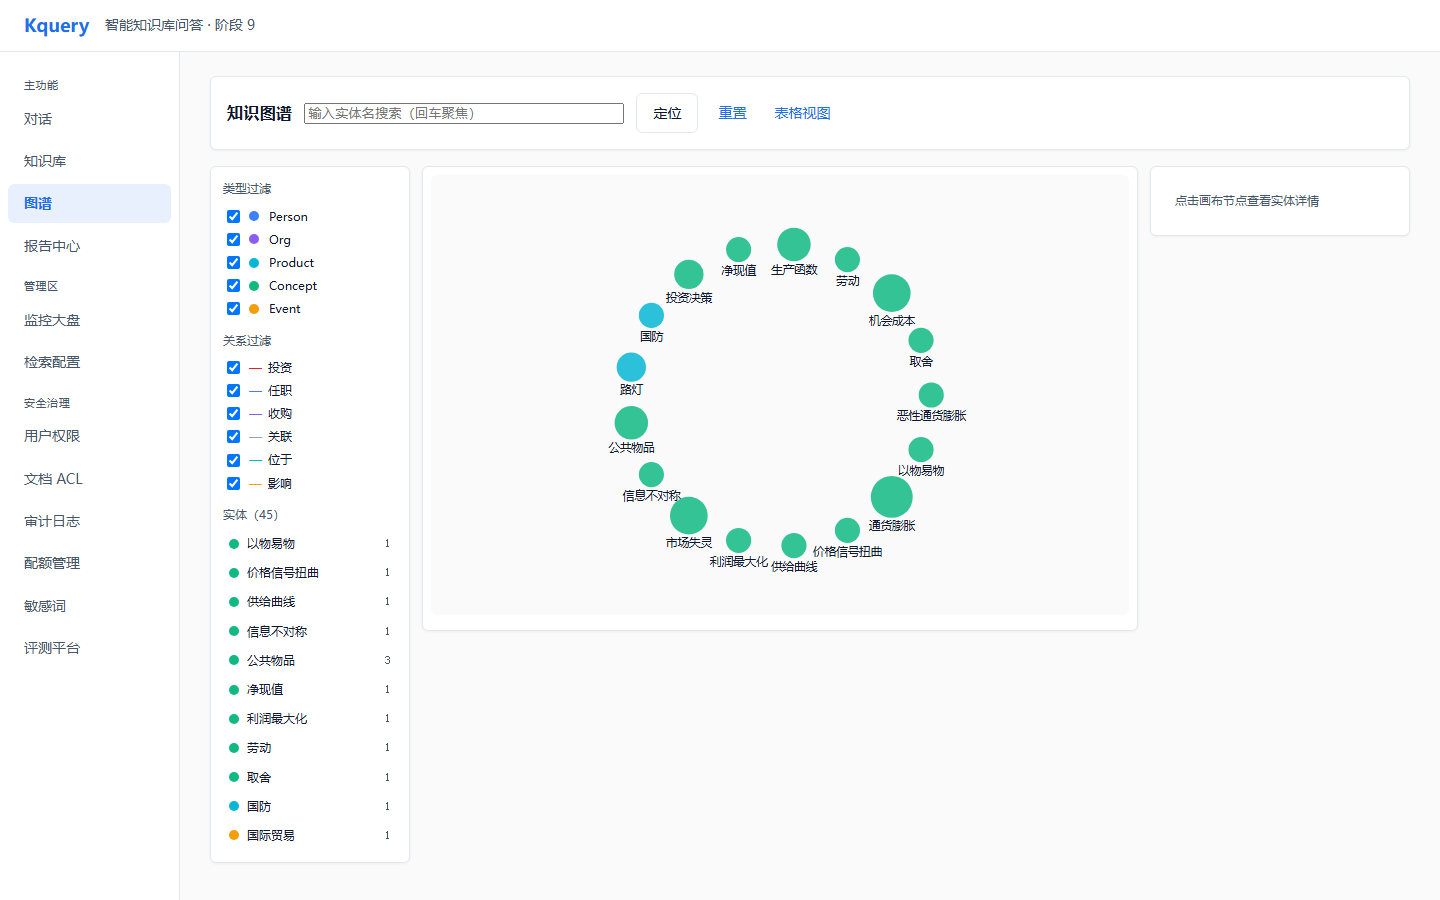 Kquery 智能知识库问答 · 阶段 9
主功能
对话
知识库
图谱
报告中心
管理区
监控大盘
检索配置
安全治理
用户权限
文档 ACL
审计日志
配额管理
敏感词
评测平台
知识图谱 输入实体名搜索（回车聚焦） 定位 重置 表格视图
类型过滤
Person
Org
Product
Concept
Event
关系过滤
投资
任职
收购
关联
位于
影响
实体（45）
以物易物 1
价格信号扭曲 1
供给曲线 1
信息不对称 1
公共物品 3
净现值 1
利润最大化 1
劳动 1
取舍 1
国防 1
国际贸易 1
净现值
生产函数
劳动
投资决策
机会成本
国防
取舍
路灯
恶性通货膨胀
公共物品
以物易物
信息不对称
通货膨胀
市场失灵
价格信号扭曲
利润最大化
供给曲线
点击画布节点查看实体详情